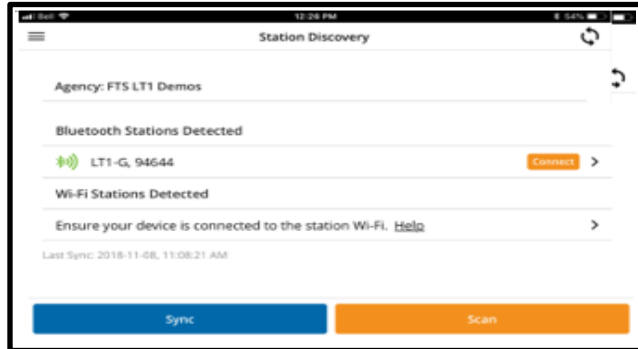 Bell 12:26 PM 54%
Station Discovery
Agency: FTS LT1 Demos
Bluetooth Stations Detected
LT1-G, 94644 Connect
Wi-Fi Stations Detected
Ensure your device is connected to the station Wi-Fi. Help
Last Sync: 2018-11-08, 11:08:21 AM
Sync Scan